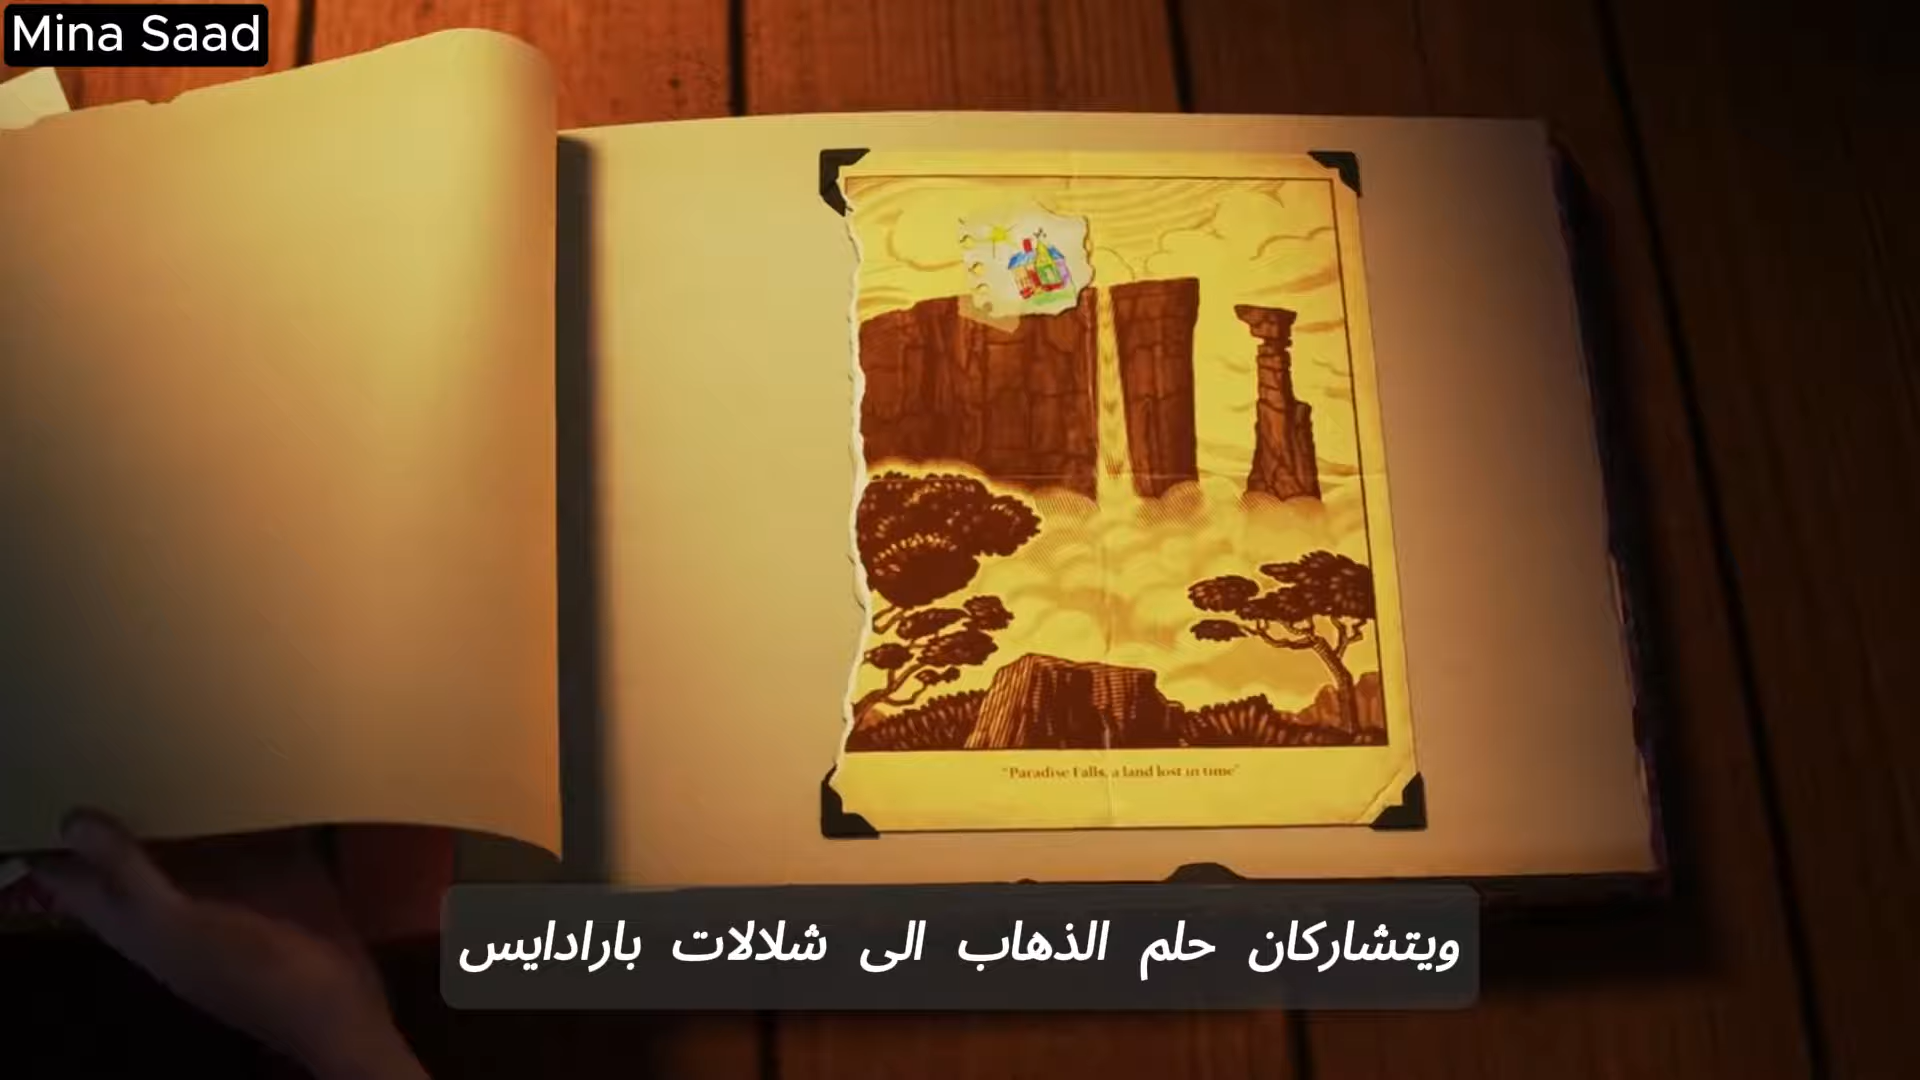 Mina Saad
"Paradise Falls, a land lost in time"
ويتشاركان حلم الذهاب الى شلالات بارادايس